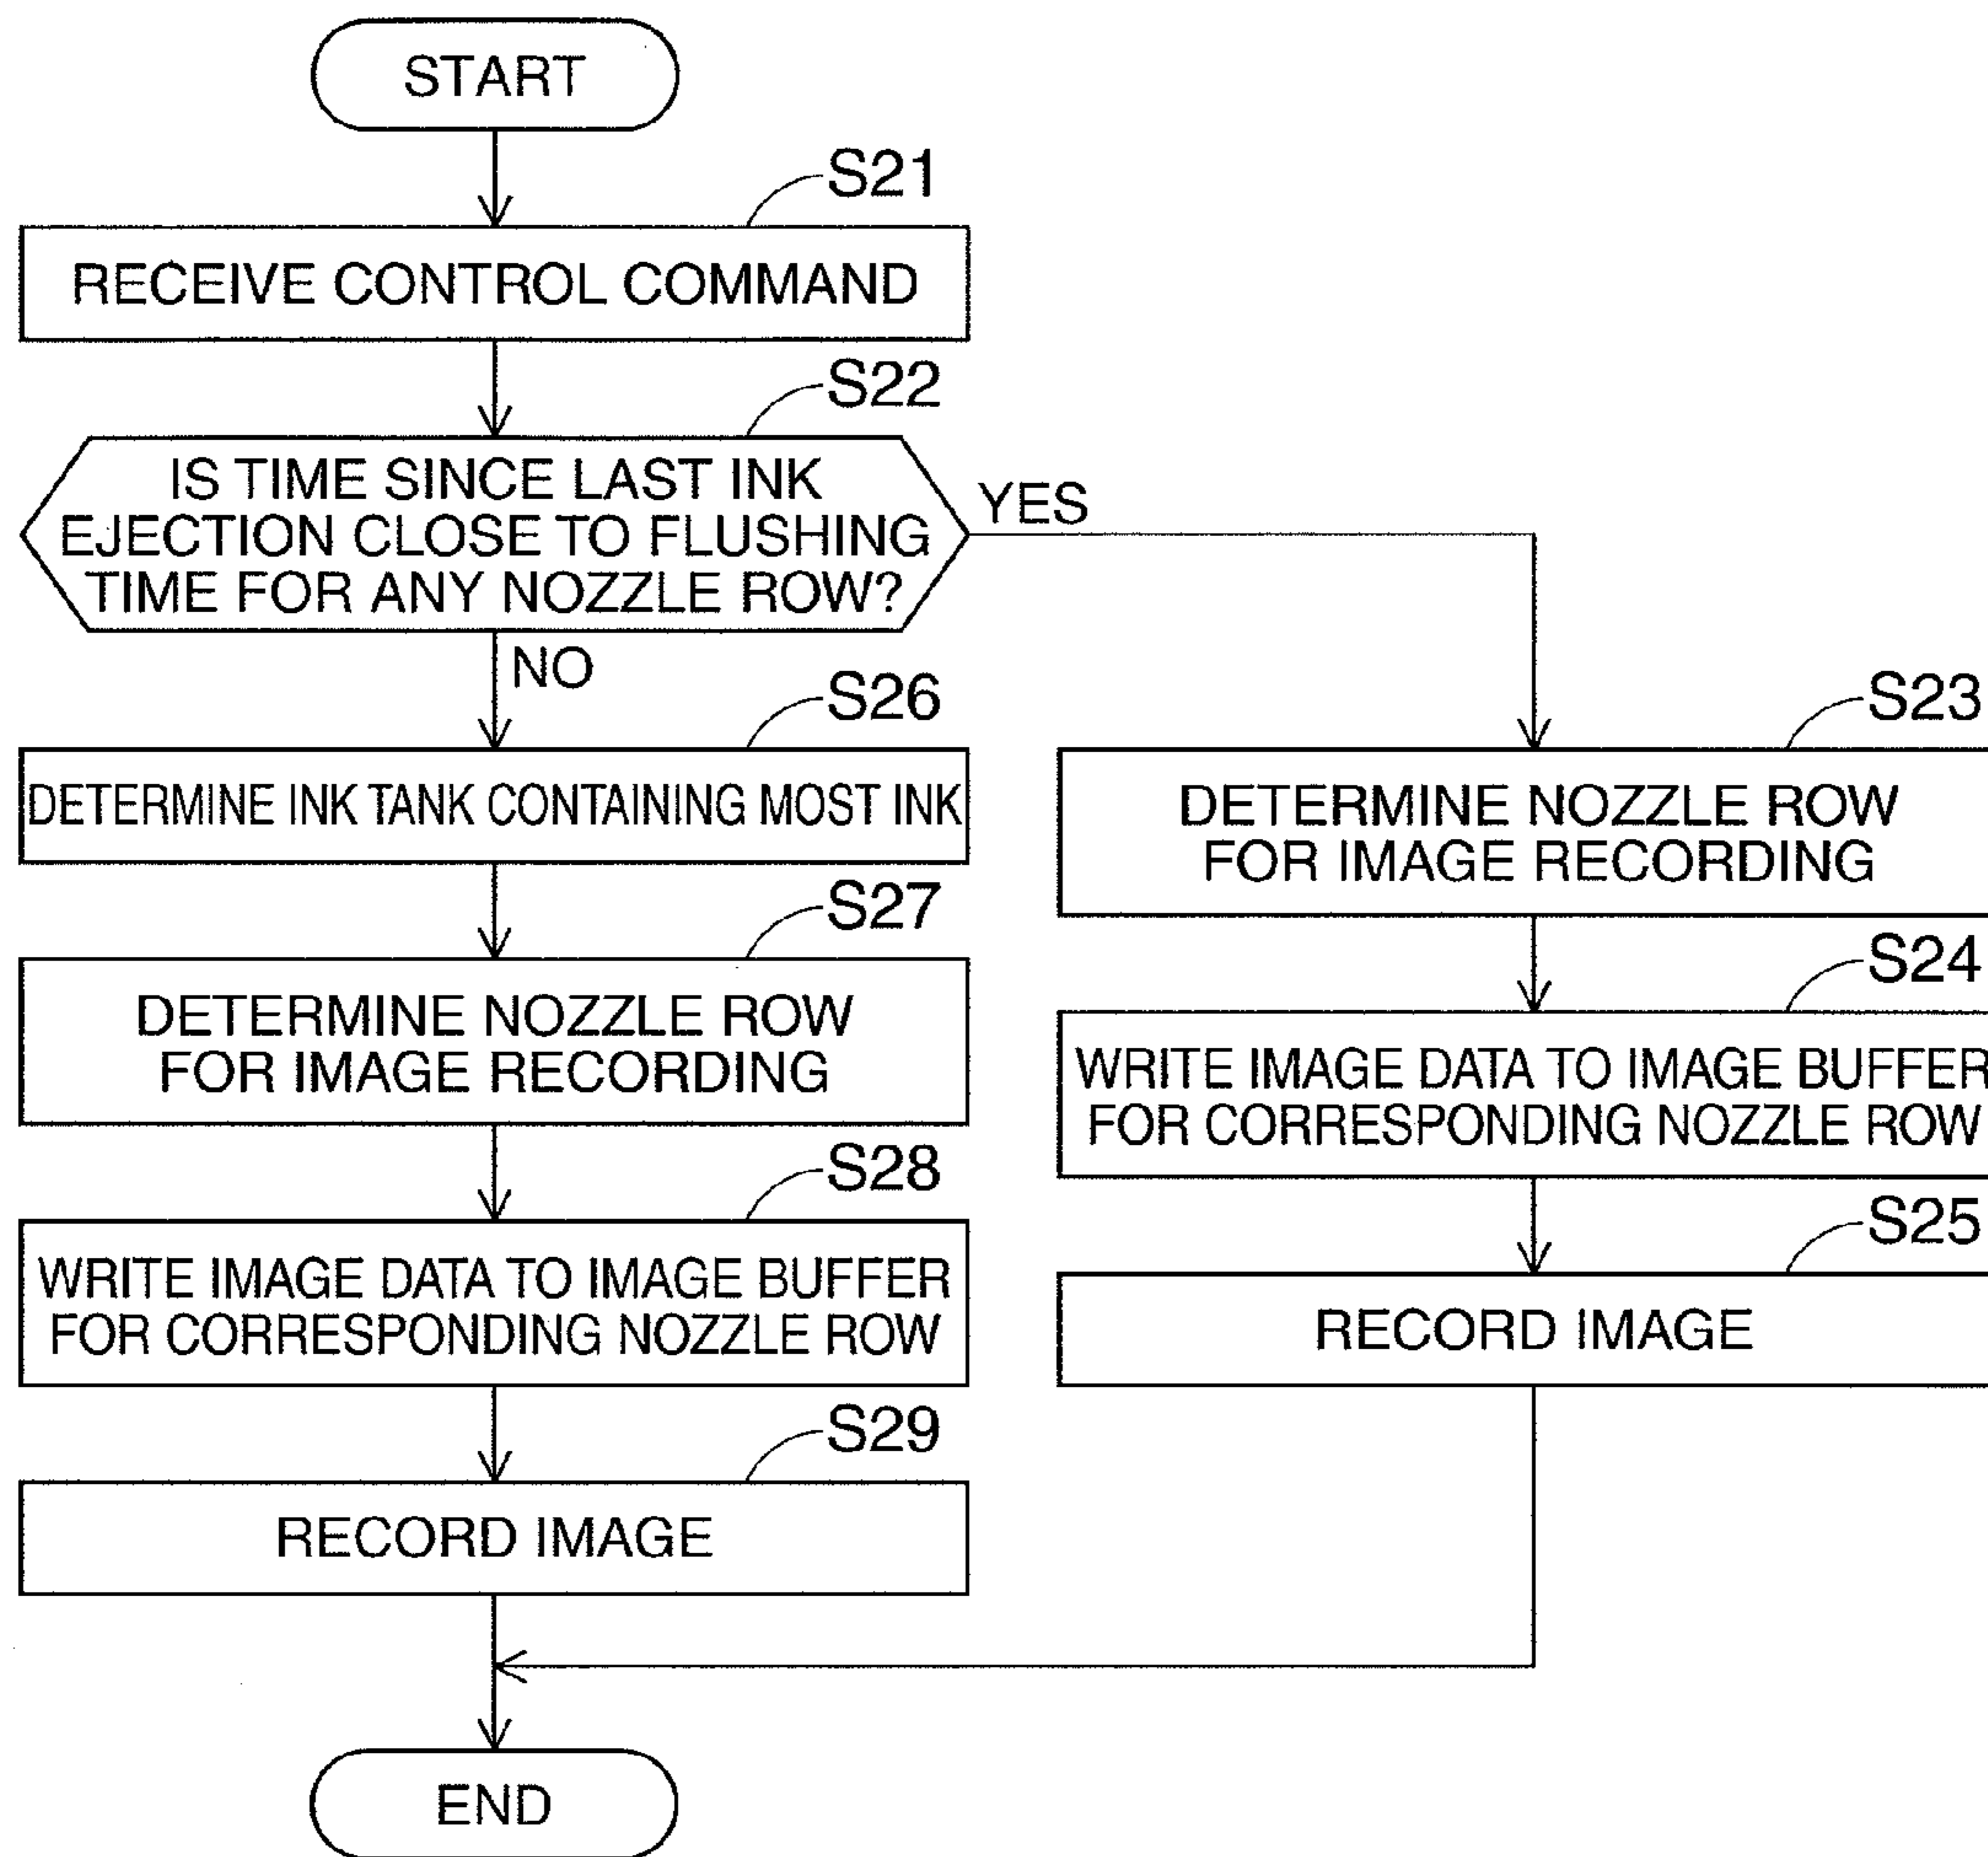 START
S21
RECEIVE CONTROL COMMAND
S22
IS TIME SINCE LAST INK
EJECTION CLOSE TO FLUSHING
TIME FOR ANY NOZZLE ROW?
YES
NO
S26
DETERMINE INK TANK CONTAINING MOST INK
S27
DETERMINE NOZZLE ROW
FOR IMAGE RECORDING
S28
WRITE IMAGE DATA TO IMAGE BUFFER
FOR CORRESPONDING NOZZLE ROW
S29
RECORD IMAGE
S23
DETERMINE NOZZLE ROW
FOR IMAGE RECORDING
S24
WRITE IMAGE DATA TO IMAGE BUFFER
FOR CORRESPONDING NOZZLE ROW
S25
RECORD IMAGE
END